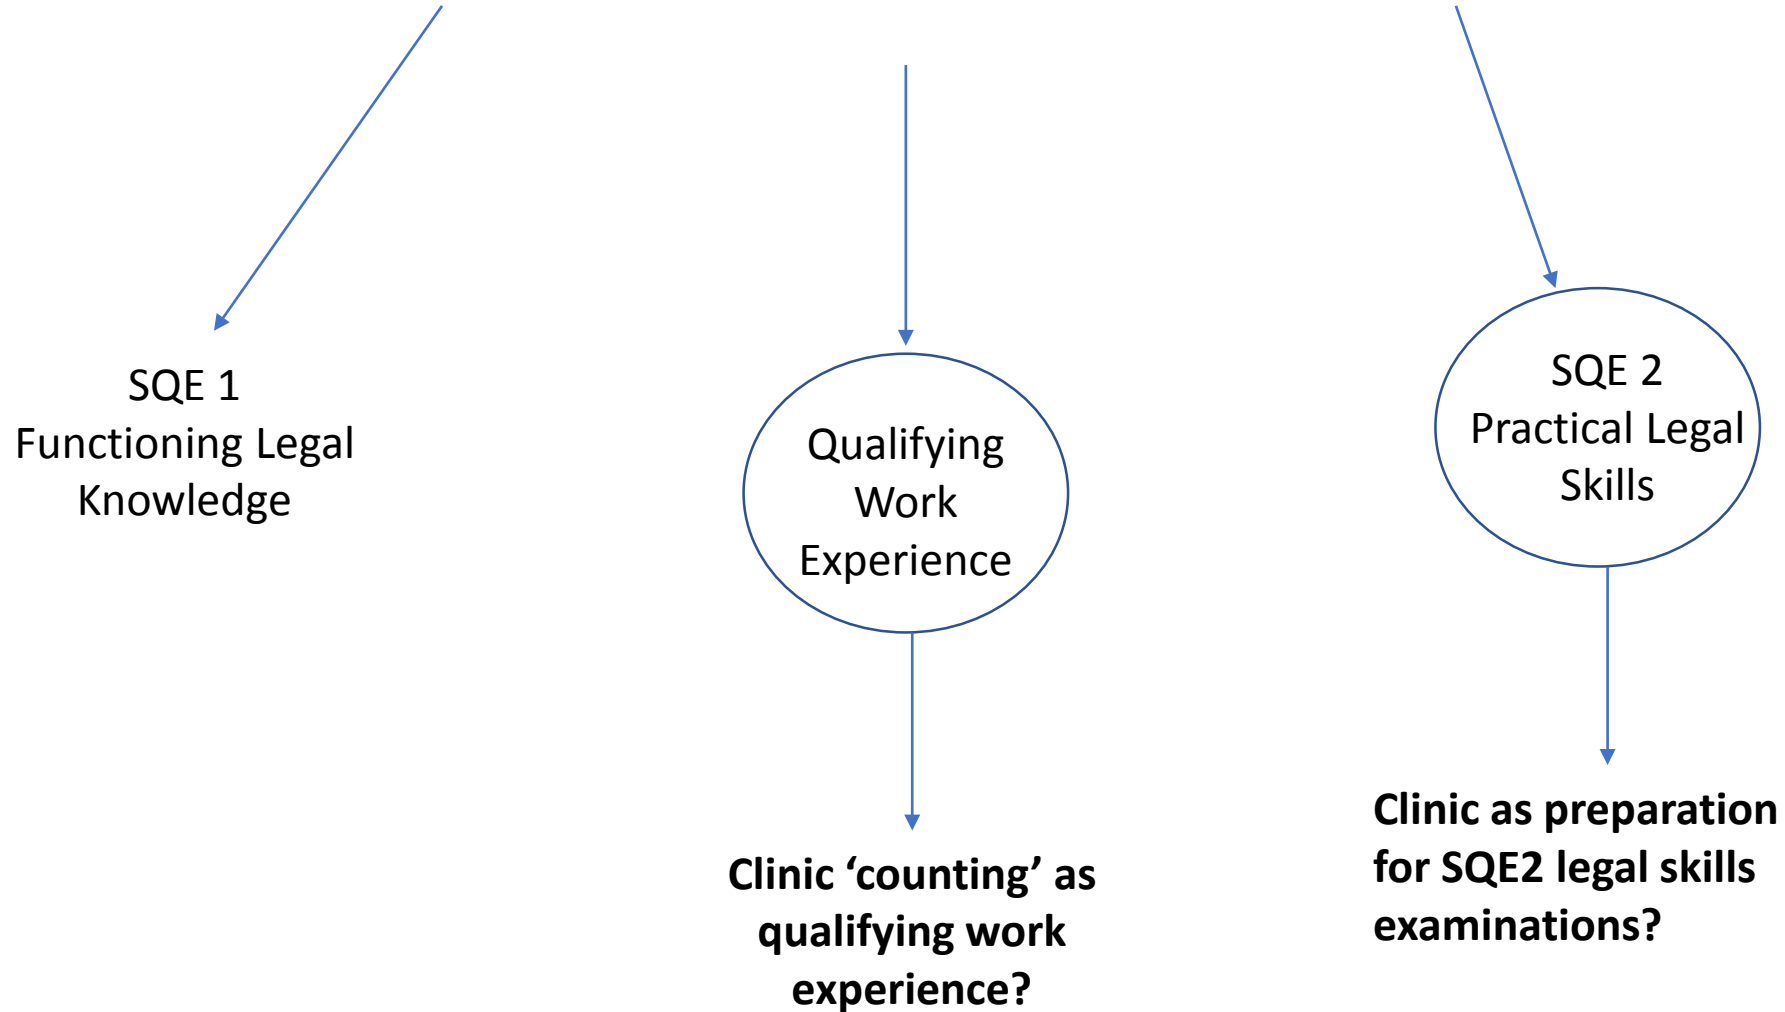 SQE 1
Functioning Legal
Knowledge
Qualifying
Work
Experience
SQE 2
Practical Legal
Skills
Clinic ‘counting’ as
qualifying work
experience?
Clinic as preparation
for SQE2 legal skills
examinations?